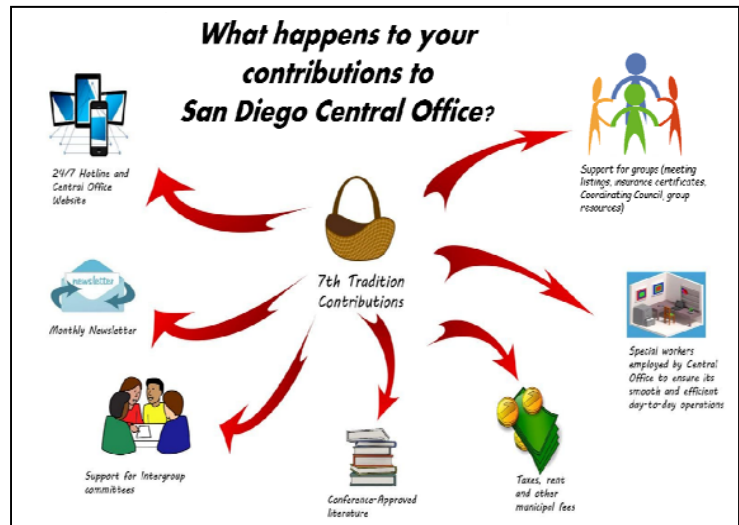 What happens to your
contributions to
San Diego Central Office?
24/7 Hotline and
Central Office
Website
Support for groups (meeting
listings, insurance certificates,
Coordinating Council, group
resources)
7th Tradition
Contributions
newsletter
Monthly Newsletter
Special workers
employed by Central
Office to ensure its
smooth and efficient
day-to-day operations
Support for Intergroup
committees
Conference-Approved
literature
Taxes, rent
and other
municipal fees